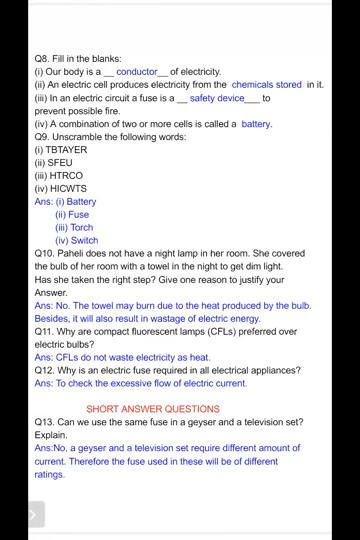 Q8. Fill in the blanks:
(i) Our body is a __ conductor__ of electricity.
(ii) An electric cell produces electricity from the chemicals stored in it.
(iii) In an electric circuit a fuse is a __ safety device___ to
prevent possible fire.
(iv) A combination of two or more cells is called a battery.
Q9. Unscramble the following words:
(i) TBTAYER
(ii) SFEU
(iii) HTRCO
(iv) HICWTS
Ans: (i) Battery
(ii) Fuse
(iii) Torch
(iv) Switch
Q10. Paheli does not have a night lamp in her room. She covered
the bulb of her room with a towel in the night to get dim light.
Has she taken the right step? Give one reason to justify your
Answer.
Ans: No. The towel may burn due to the heat produced by the bulb.
Besides, it will also result in wastage of electric energy.
Q11. Why are compact fluorescent lamps (CFLs) preferred over
electric bulbs?
Ans: CFLs do not waste electricity as heat.
Q12. Why is an electric fuse required in all electrical appliances?
Ans: To check the excessive flow of electric current.
SHORT ANSWER QUESTIONS
Q13. Can we use the same fuse in a geyser and a television set?
Explain.
Ans:No, a geyser and a television set require different amount of
current. Therefore the fuse used in these will be of different
ratings.